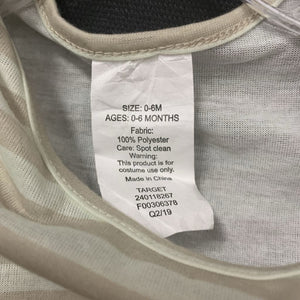 SIZE: 0-6M
AGES: 0-6 MONTHS
Fabric:
100% Polyester
Care: Spot clean
Warning:
This product is for
costume use only.
Made in China
TARGET
240118267
F00306378
Q2/19